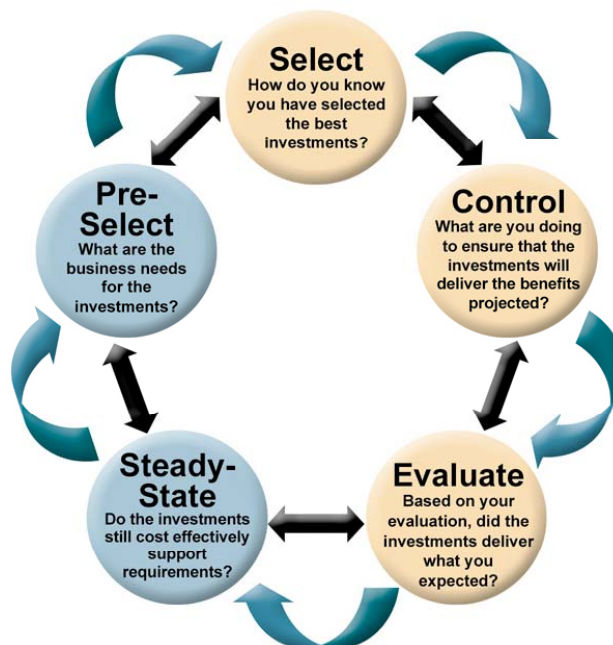 Select
How do you know
you have selected
the best
investments?
Pre-
Select
What are the
business needs
for the
investments?
Control
What are you doing
to ensure that the
investments will
deliver the benefits
projected?
Steady-
State
Do the investments
still cost effectively
support
requirements?
Evaluate
Based on your
evaluation, did the
investments deliver
what you
expected?